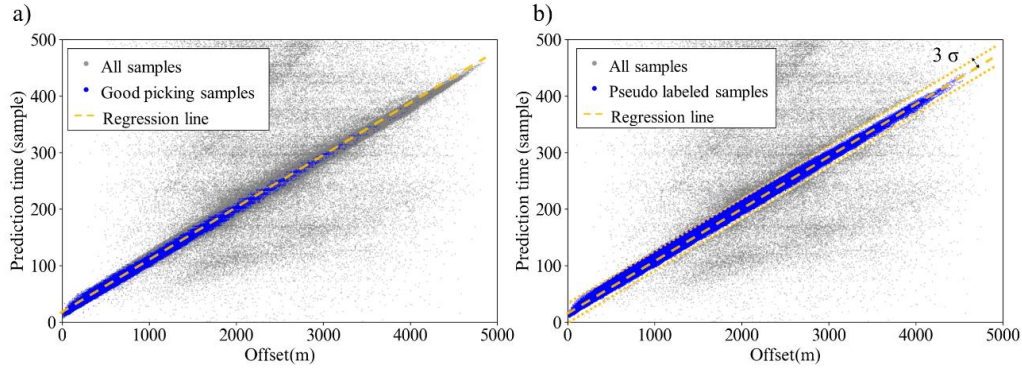 a)
500
400
300
200
100
0
Prediction time (sample)
All samples
Good picking samples
Regression line
0 1000 2000 3000 4000 5000
Offset(m)
b)
500
400
300
200
100
0
Prediction time (sample)
All samples
Pseudo labeled samples
Regression line
3 σ
0 1000 2000 3000 4000 5000
Offset(m)